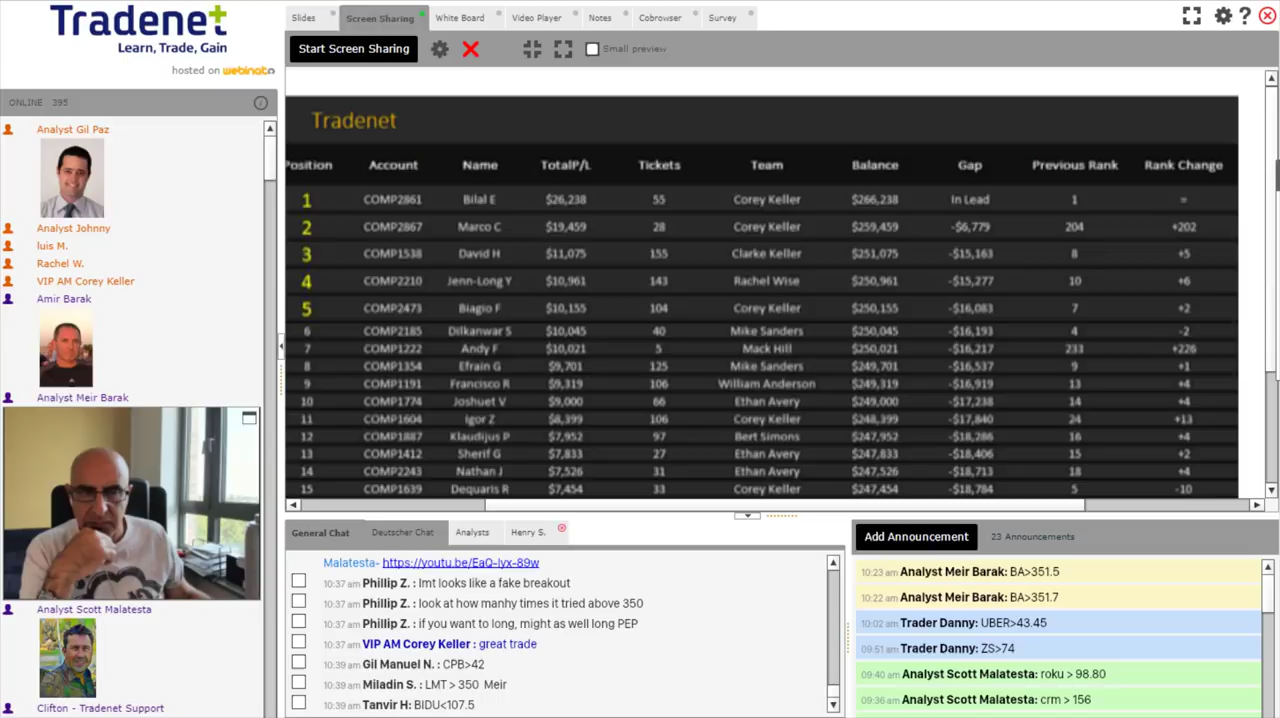 Tradenet
Learn, Trade, Gain
hosted on webinato
ONLINE 395
Analyst Gil Paz
Analyst Johnny
luis M.
Rachel W.
VIP AM Corey Keller
Amir Barak
Analyst Meir Barak
Analyst Scott Malatesta
Clifton - Tradenet Support
Slides Screen Sharing White Board Video Player Notes Cobrowser Survey
Start Screen Sharing Small preview
Tradenet
Position Account Name TotalP/L Tickets Team Balance Gap Previous Rank Rank Change
1 COMP2861 Bilal E $26,238 55 Corey Keller $266,238 In Lead 1 =
2 COMP2867 Marco C $19,459 28 Corey Keller $259,459 -$6,779 204 +202
3 COMP1538 David H $11,075 155 Clarke Keller $251,075 -$15,163 8 +5
4 COMP2210 Jenn-Long Y $10,961 143 Rachel Wise $250,961 -$15,277 10 +6
5 COMP2473 Biagio F $10,155 104 Corey Keller $250,155 -$16,083 7 +2
6 COMP2185 Dilkanwar S $10,045 40 Mike Sanders $250,045 -$16,193 4 -2
7 COMP1222 Andy F $10,021 5 Mack Hill $250,021 -$16,217 233 +226
8 COMP1354 Efrain G $9,701 125 Mike Sanders $249,701 -$16,537 9 +1
9 COMP1191 Francisco R $9,319 106 William Anderson $249,319 -$16,919 13 +4
10 COMP1774 Joshuet V $9,000 66 Ethan Avery $249,000 -$17,238 14 +4
11 COMP1604 Igor Z $8,399 106 Corey Keller $248,399 -$17,840 24 +13
12 COMP1887 Klaudijus P $7,952 97 Bert Simons $247,952 -$18,286 16 +4
13 COMP1412 Sherif G $7,833 27 Ethan Avery $247,833 -$18,406 15 +2
14 COMP2243 Nathan J $7,526 31 Ethan Avery $247,526 -$18,713 18 +4
15 COMP1639 Dequaris R $7,454 33 Corey Keller $247,454 -$18,784 5 -10
General Chat Deutscher Chat Analysts Henry S.
Malatesta- https://youtu.be/EaQ-lyx-89w
10:37 am Phillip Z. : lmt looks like a fake breakout
10:37 am Phillip Z. : look at how manhy times it tried above 350
10:37 am Phillip Z. : if you want to long, might as well long PEP
10:37 am VIP AM Corey Keller : great trade
10:39 am Gil Manuel N. : CPB>42
10:39 am Miladin S. : LMT > 350 Meir
10:39 am Tanvir H: BIDU<107.5
Add Announcement 23 Announcements
10:23 am Analyst Meir Barak: BA>351.5
10:22 am Analyst Meir Barak: BA>351.7
10:02 am Trader Danny: UBER>43.45
09:51 am Trader Danny: ZS>74
09:40 am Analyst Scott Malatesta: roku > 98.80
09:36 am Analyst Scott Malatesta: crm > 156